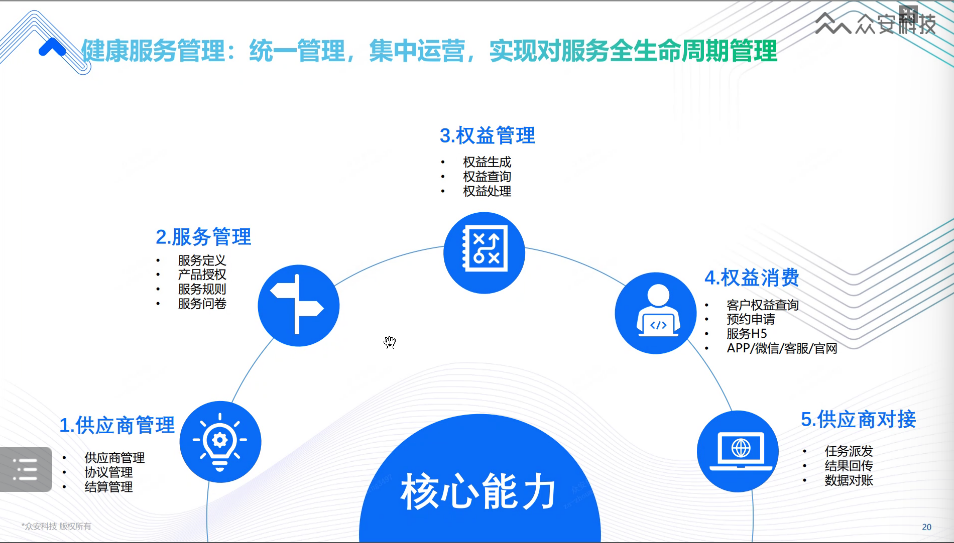 众安科技
健康服务管理：统一管理，集中运营，实现对服务全生命周期管理
3.权益管理
• 权益生成
• 权益查询
• 权益处理
2.服务管理
• 服务定义
• 产品授权
• 服务规则
• 服务问卷
4.权益消费
• 客户权益查询
• 预约申请
• 服务H5
• APP/微信/客服/官网
</>
1.供应商管理
• 供应商管理
• 协议管理
• 结算管理
5.供应商对接
• 任务派发
• 结果回传
• 数据对账
核心能力
*众安科技 版权所有
20